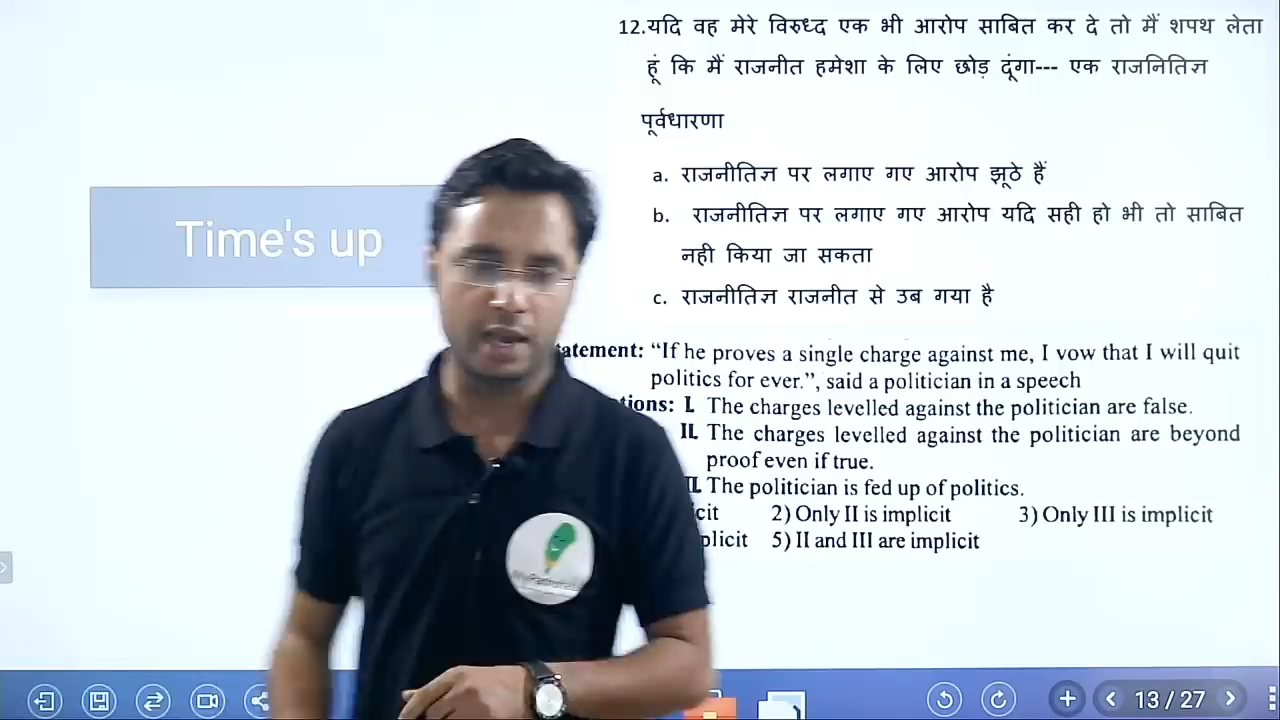 12.यदि वह मेरे विरुध्द एक भी आरोप साबित कर दे तो मैं शपथ लेता
हूं कि मैं राजनीत हमेशा के लिए छोड़ दूंगा--- एक राजनितिज्ञ
पूर्वधारणा
a. राजनीतिज्ञ पर लगाए गए आरोप झूठे हैं
b. राजनीतिज्ञ पर लगाए गए आरोप यदि सही हो भी तो साबित
नही किया जा सकता
c. राजनीतिज्ञ राजनीत से उब गया है
Time's up
atement: “If he proves a single charge against me, I vow that I will quit
politics for ever.”, said a politician in a speech
tions: I. The charges levelled against the politician are false.
II. The charges levelled against the politician are beyond
proof even if true.
II. The politician is fed up of politics.
cit 2) Only II is implicit 3) Only III is implicit
plicit 5) II and III are implicit
13 / 27